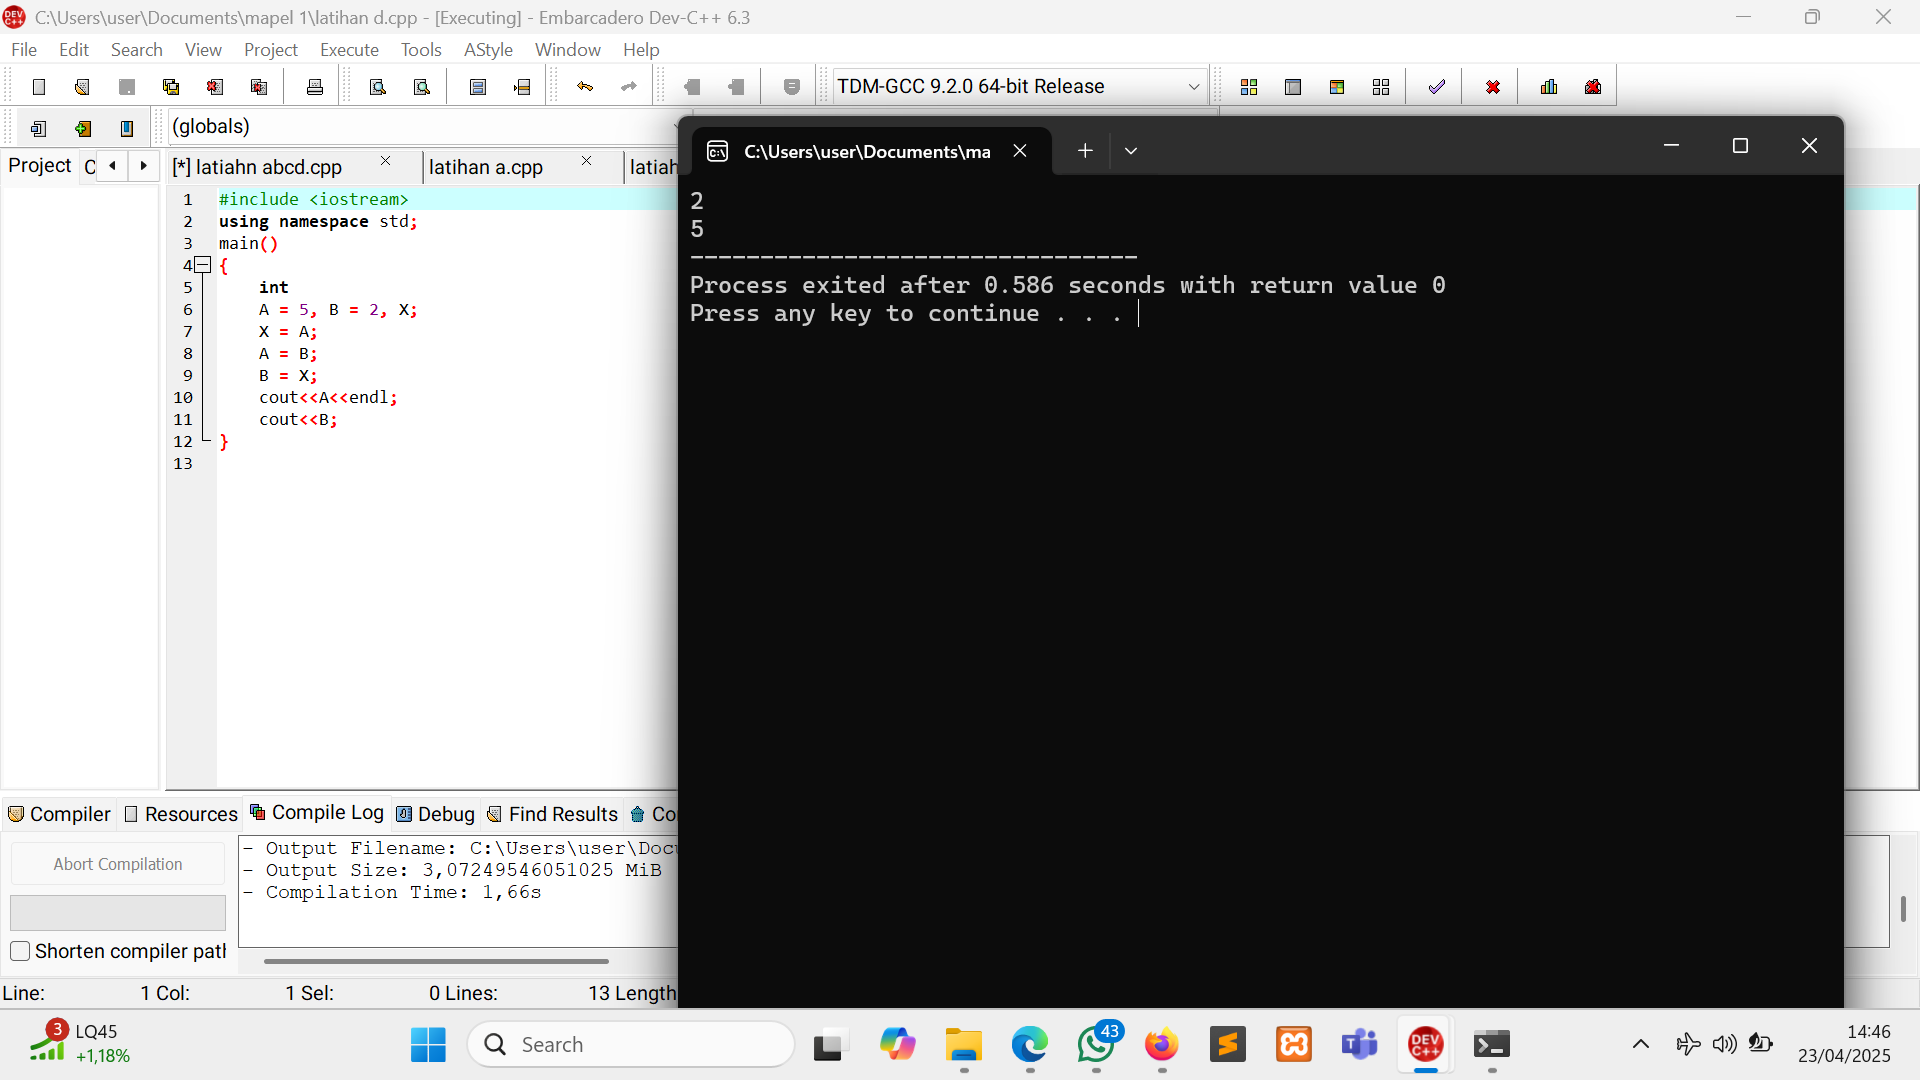 C:\Users\user\Documents\mapel 1\latihan d.cpp - [Executing] - Embarcadero Dev-C++ 6.3
File Edit Search View Project Execute Tools AStyle Window Help
TDM-GCC 9.2.0 64-bit Release
(globals)
Project
[*] latiahn abcd.cpp
latihan a.cpp
1 #include <iostream>
2 using namespace std;
3 main()
4 {
5 int
6 A = 5, B = 2, X;
7 X = A;
8 A = B;
9 B = X;
10 cout<<A<<endl;
11 cout<<B;
12 }
13
C:\Users\user\Documents\ma
2
5
--------------------------------
Process exited after 0.586 seconds with return value 0
Press any key to continue . . .
Compiler Resources Compile Log Debug Find Results
Abort Compilation
Shorten compiler path
- Output Filename: C:\Users\user\Docu
- Output Size: 3,07249546051025 MiB
- Compilation Time: 1,66s
Line: 1 Col: 1 Sel: 0 Lines: 13 Length
3
LQ45
+1,18%
Search
43
DEV C++
14:46
23/04/2025